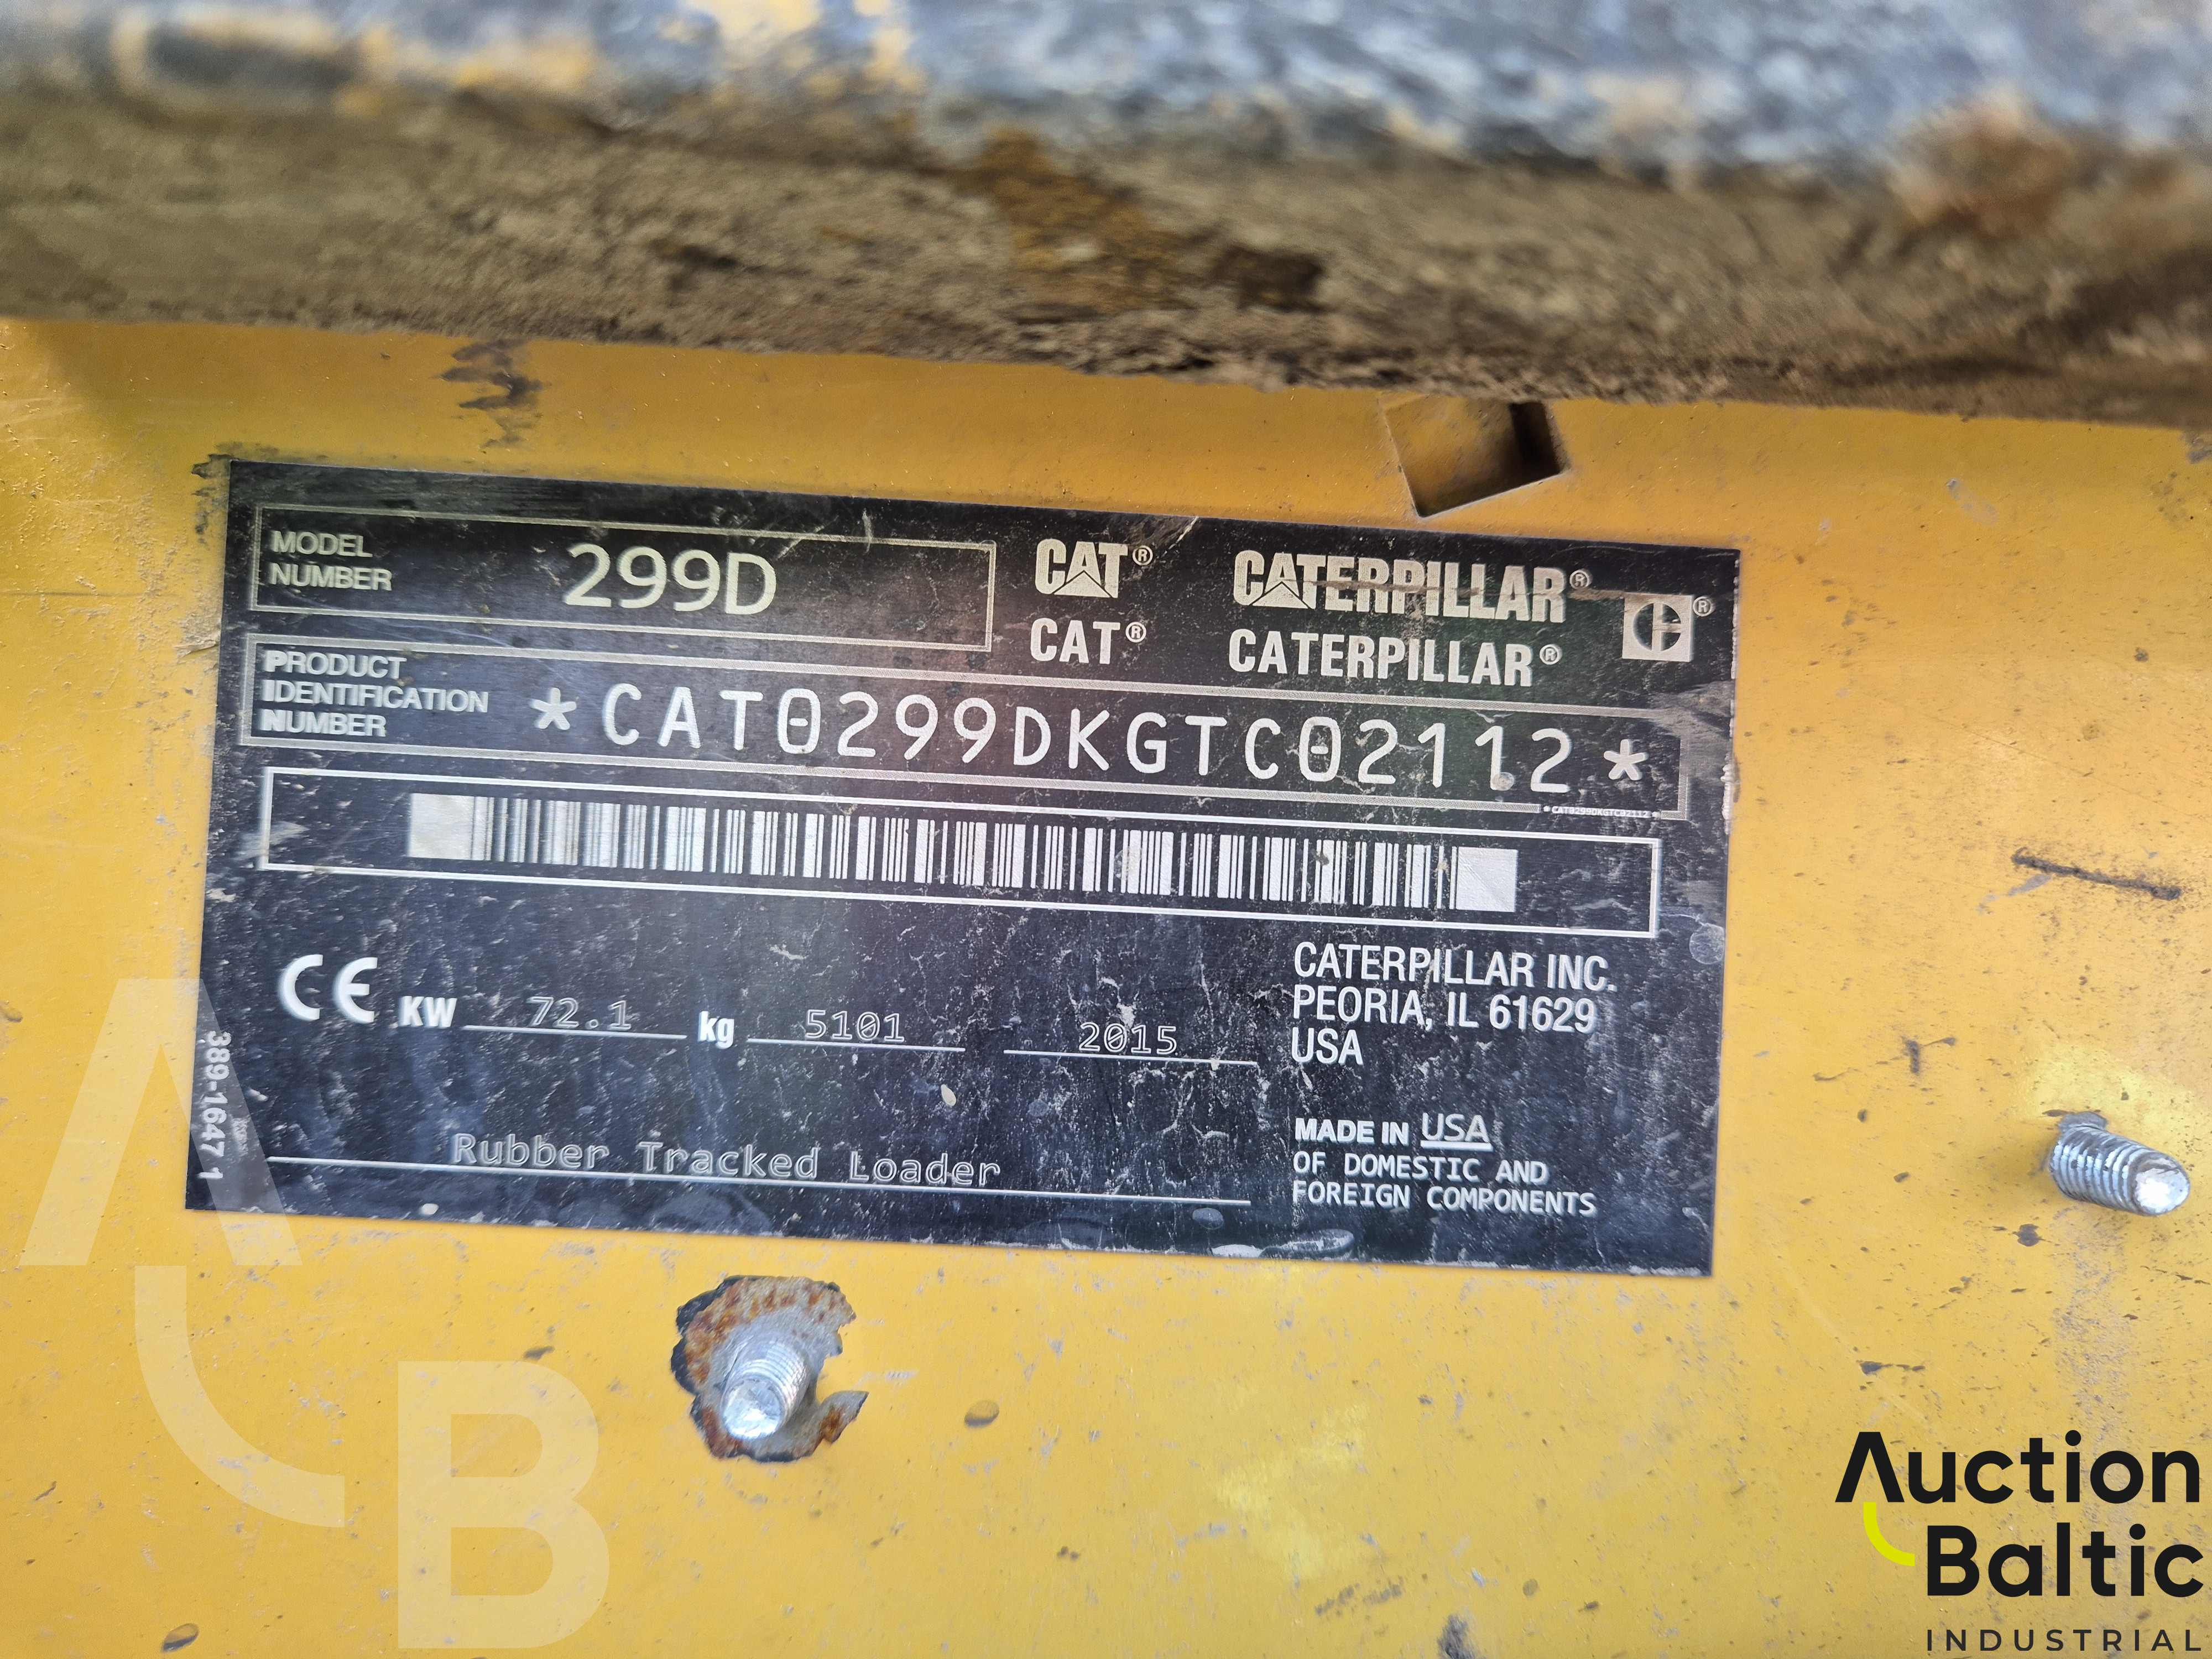 MODEL
NUMBER
299D
CAT® CATERPILLAR®
CAT® CATERPILLAR®
PRODUCT
IDENTIFICATION
NUMBER
*CAT0299DKGTC02112*
CE KW 72.1 kg 5101 2015
CATERPILLAR INC.
PEORIA, IL 61629
USA
Rubber Tracked Loader
MADE IN USA
OF DOMESTIC AND
FOREIGN COMPONENTS
389-1647 1
AB
Auction
Baltic
INDUSTRIAL